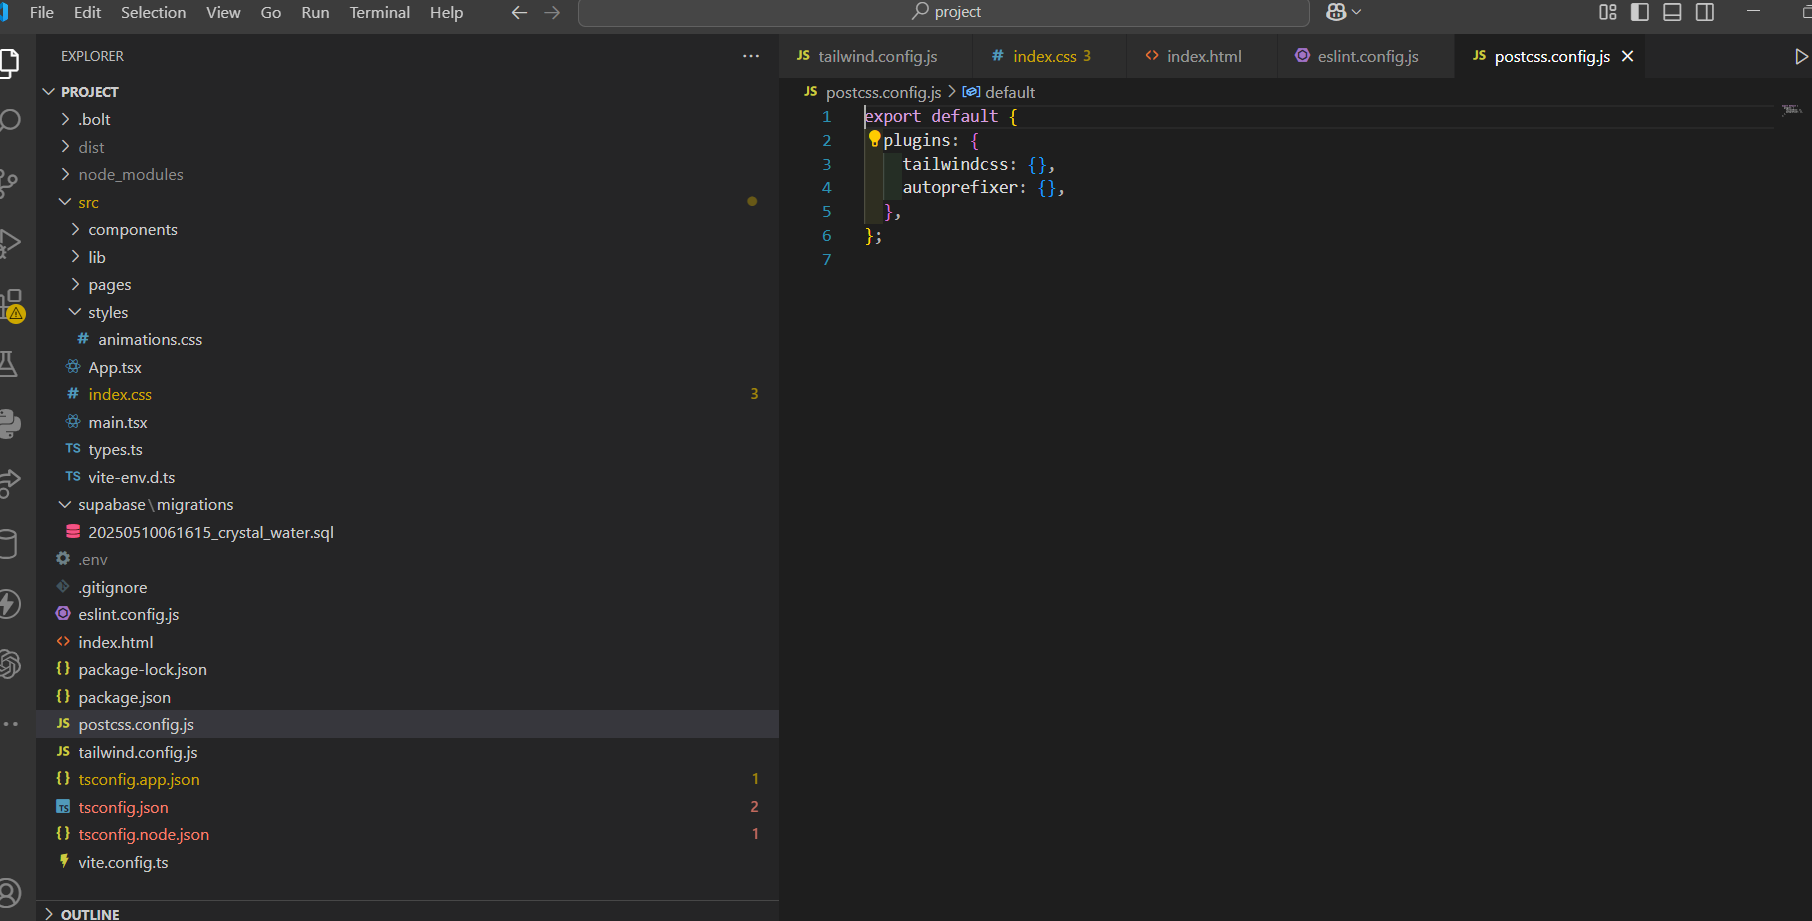 File Edit Selection View Go Run Terminal Help
project
EXPLORER
PROJECT
.bolt
dist
node_modules
src
components
lib
pages
styles
# animations.css
App.tsx
# index.css 3
main.tsx
TS types.ts
TS vite-env.d.ts
supabase\migrations
20250510061615_crystal_water.sql
.env
.gitignore
eslint.config.js
<> index.html
{} package-lock.json
{} package.json
JS postcss.config.js
JS tailwind.config.js
{} tsconfig.app.json 1
TS tsconfig.json 2
{} tsconfig.node.json 1
vite.config.ts
OUTLINE
JS tailwind.config.js # index.css 3 <> index.html eslint.config.js JS postcss.config.js
JS postcss.config.js > default
1 export default {
2 plugins: {
3 tailwindcss: {},
4 autoprefixer: {},
5 },
6 };
7